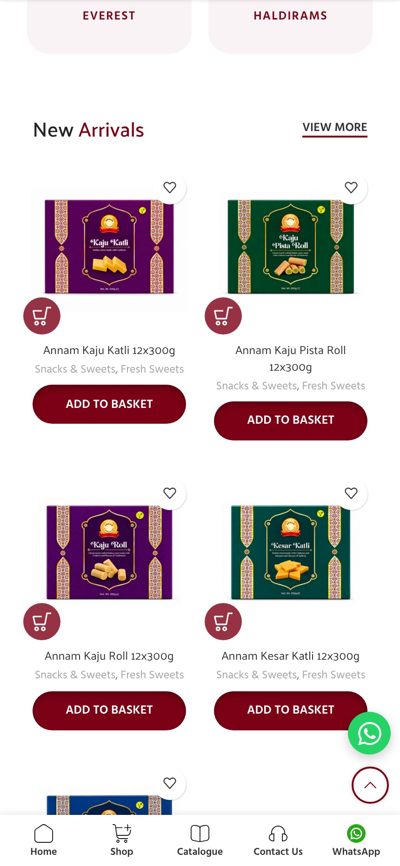 EVEREST
HALDIRAMS
New Arrivals
VIEW MORE
Kaju Katli
Kaju
Pista Roll
Annam Kaju Katli 12x300g
Snacks & Sweets, Fresh Sweets
ADD TO BASKET
Annam Kaju Pista Roll
12x300g
Snacks & Sweets, Fresh Sweets
ADD TO BASKET
Kaju Roll
Kesar Katli
Annam Kaju Roll 12x300g
Snacks & Sweets, Fresh Sweets
ADD TO BASKET
Annam Kesar Katli 12x300g
Snacks & Sweets, Fresh Sweets
ADD TO BASKET
Home
Shop
Catalogue
Contact Us
WhatsApp